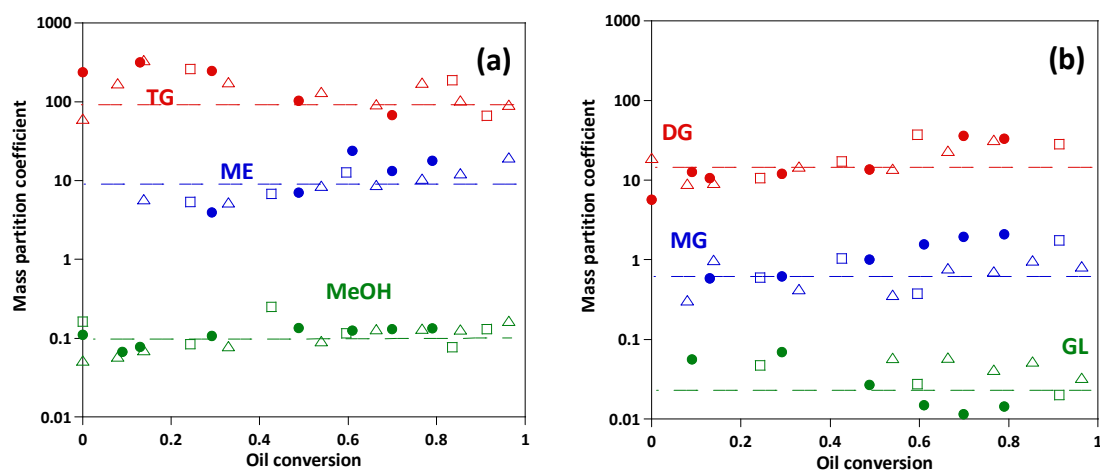 (a)
Mass partition coefficient
1000
100
10
1
0.1
0.01
TG
ME
MeOH
0 0.2 0.4 0.6 0.8 1
Oil conversion
(b)
Mass partition coefficient
1000
100
10
1
0.1
0.01
DG
MG
GL
0 0.2 0.4 0.6 0.8 1
Oil conversion